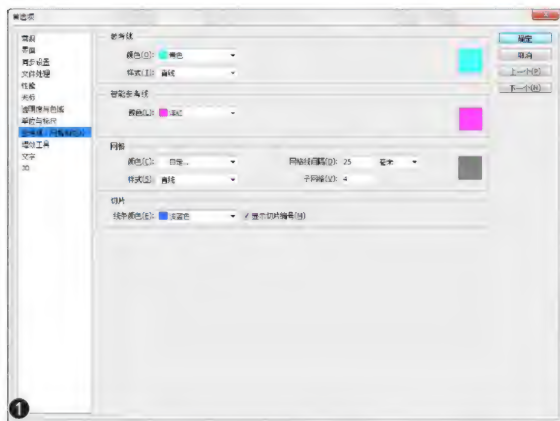 首选项
常规
界面
同步设置
文件处理
性能
光标
透明度与色域
单位与标尺
参考线、网格和切片
增效工具
文字
3D
参考线
颜色(O): 青色
样式(T): 直线
智能参考线
颜色(L): 洋红
网格
颜色(C): 自定...
网格线间隔(D): 25 毫米
样式(S): 直线
子网格(V): 4
切片
线条颜色(E): 淡蓝色
显示切片编号(M)
确定
取消
上一个(P)
下一个(N)
1